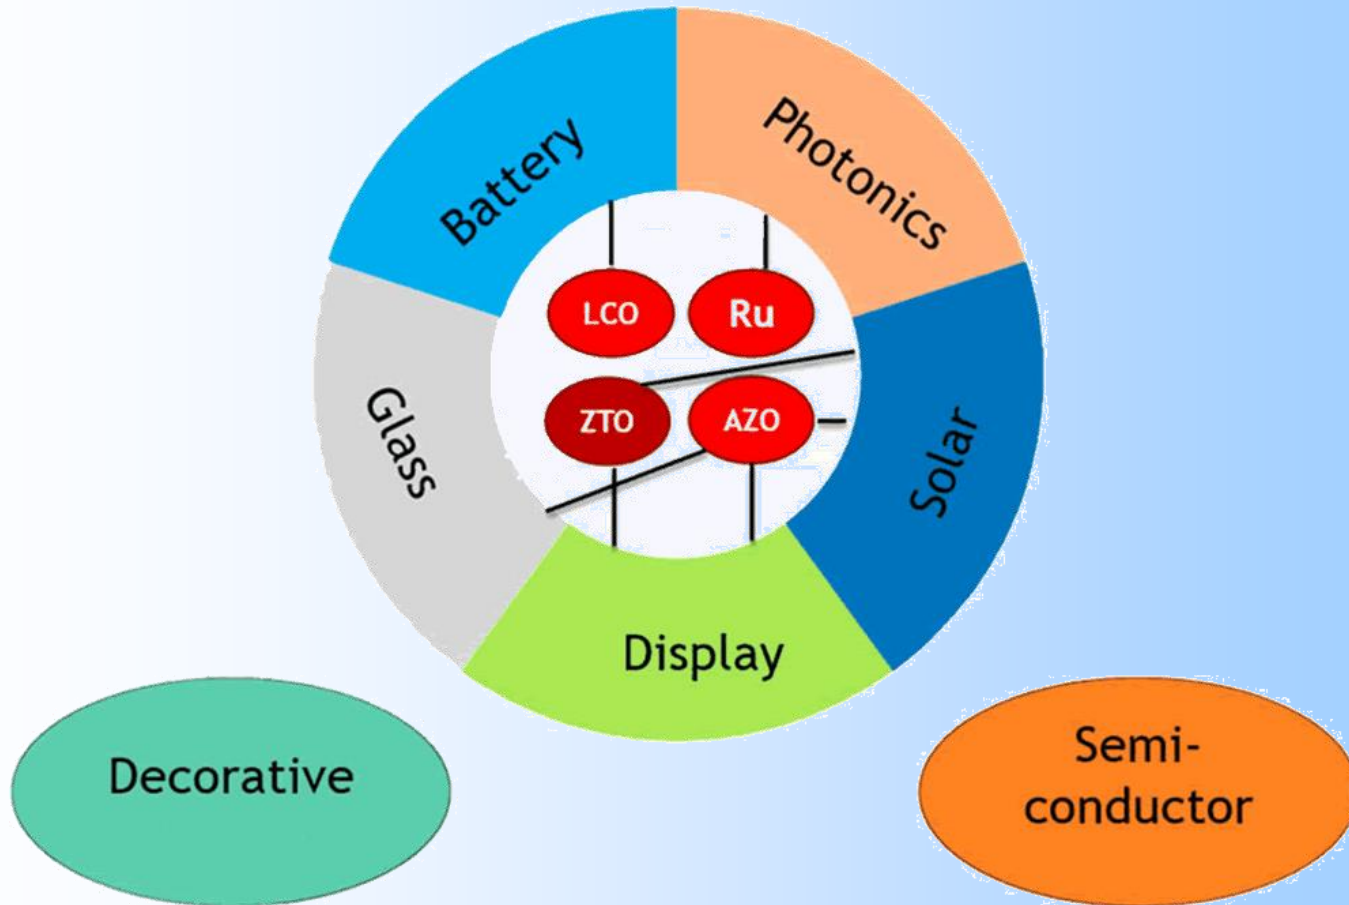 Battery
Photonics
LCO
Ru
ZTO
AZO
Glass
Solar
Display
Decorative
Semi-
conductor